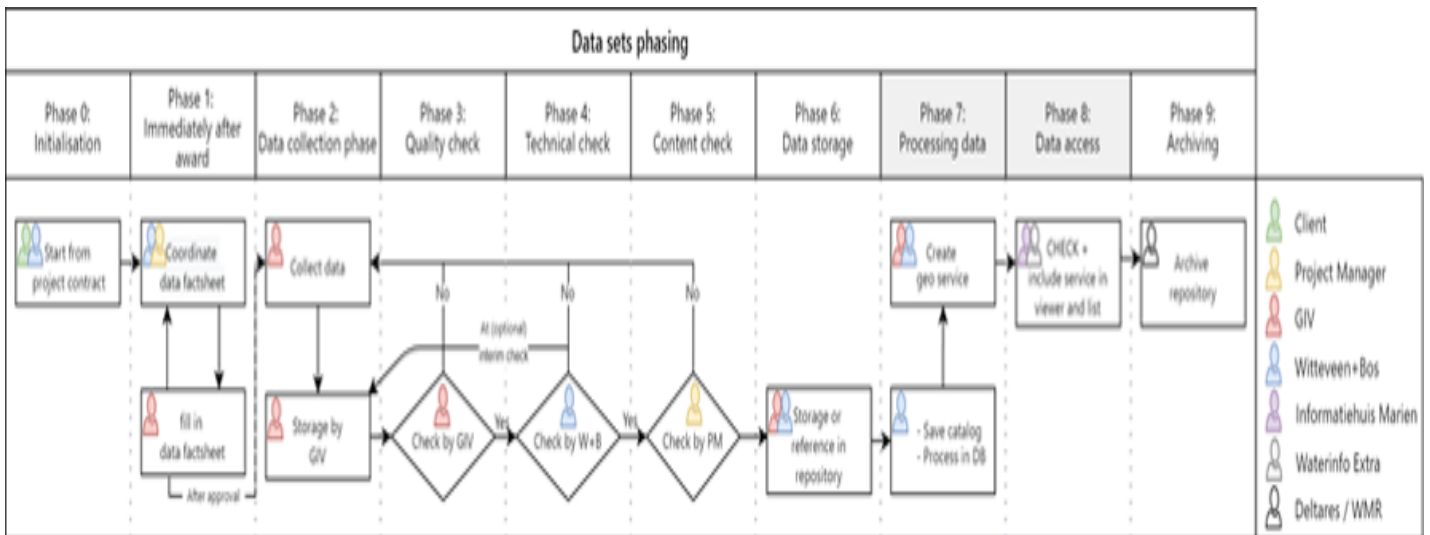 Data sets phasing
Phase 0:
Initialisation
Phase 1:
Immediately after
award
Phase 2:
Data collection phase
Phase 3:
Quality check
Phase 4:
Technical check
Phase 5:
Content check
Phase 6:
Data storage
Phase 7:
Processing data
Phase 8:
Data access
Phase 9:
Archiving
Start from
project contract
Coordinate
data factsheet
Collect data
Create
geo service
CHECK +
include service in
viewer and list
Archive
repository
No
No
No
At (optional)
interim check
fill in
data factsheet
After approval
Storage by
GIV
Check by GIV
Yes
Check by W+B
Yes
Check by PM
Storage or
reference in
repository
- Save catalog
- Process in DB
Client
Project Manager
GIV
Witteveen+Bos
Informatiehuis Marien
Waterinfo Extra
Deltares / WMR